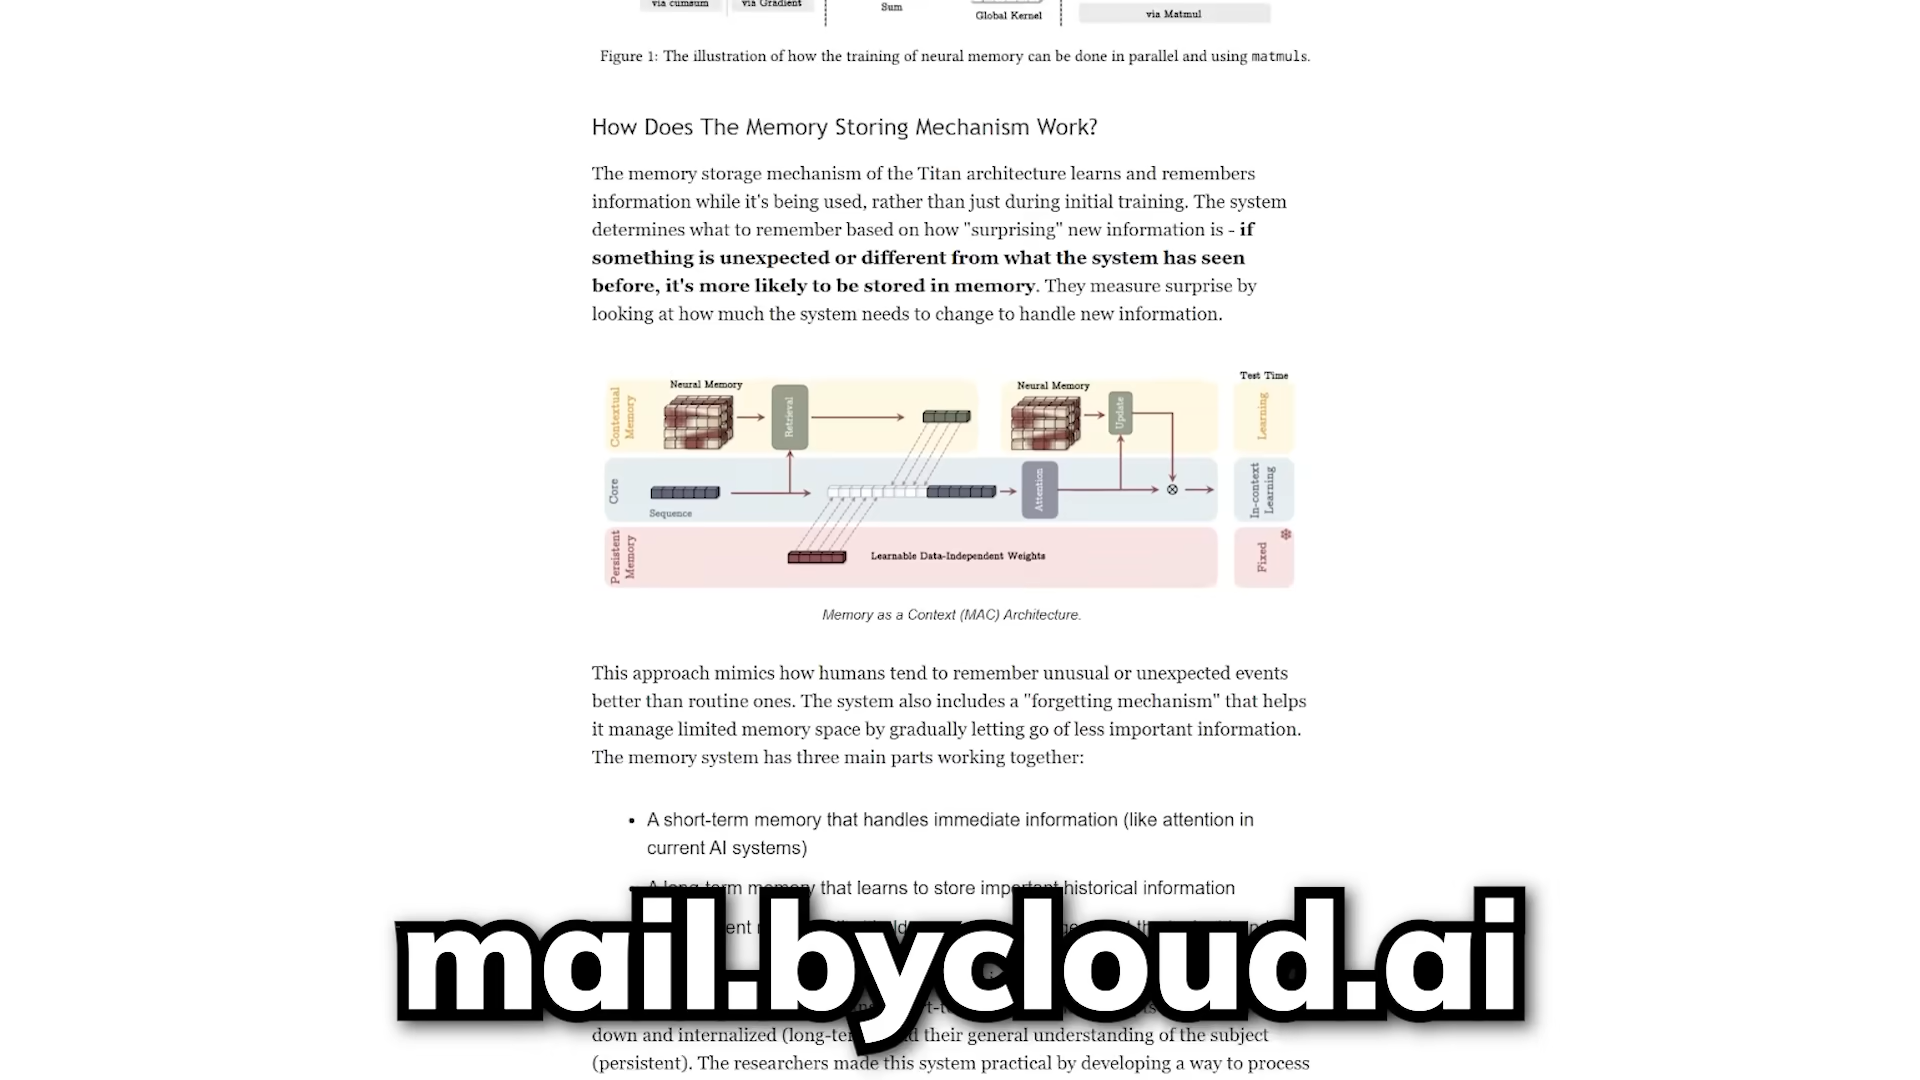 via cumsum
via Gradient
Sum
Global Kernel
via Matmul
Figure 1: The illustration of how the training of neural memory can be done in parallel and using matmuls.
How Does The Memory Storing Mechanism Work?
The memory storage mechanism of the Titan architecture learns and remembers
information while it's being used, rather than just during initial training. The system
determines what to remember based on how "surprising" new information is - if
something is unexpected or different from what the system has seen
before, it's more likely to be stored in memory. They measure surprise by
looking at how much the system needs to change to handle new information.
Contextual
Memory
Neural Memory
Retrieval
Neural Memory
Update
Test Time
Learning
Core
Sequence
Attention
In-context
Learning
Persistent
Memory
Learnable Data-Independent Weights
Fixed
Memory as a Context (MAC) Architecture.
This approach mimics how humans tend to remember unusual or unexpected events
better than routine ones. The system also includes a "forgetting mechanism" that helps
it manage limited memory space by gradually letting go of less important information.
The memory system has three main parts working together:
• A short-term memory that handles immediate information (like attention in
current AI systems)
• A long-term memory that learns to store important historical information
mail.bycloud.ai
down and internalized (long-term) their general understanding of the subject
(persistent). The researchers made this system practical by developing a way to process